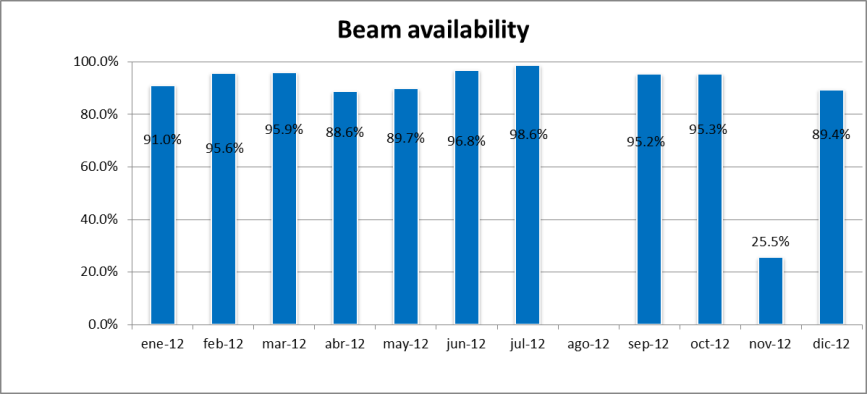 Beam availability
100.0%
80.0%
60.0%
40.0%
20.0%
0.0%
91.0% 95.6% 95.9% 88.6% 89.7% 96.8% 98.6% 95.2% 95.3% 25.5% 89.4%
ene-12 feb-12 mar-12 abr-12 may-12 jun-12 jul-12 ago-12 sep-12 oct-12 nov-12 dic-12